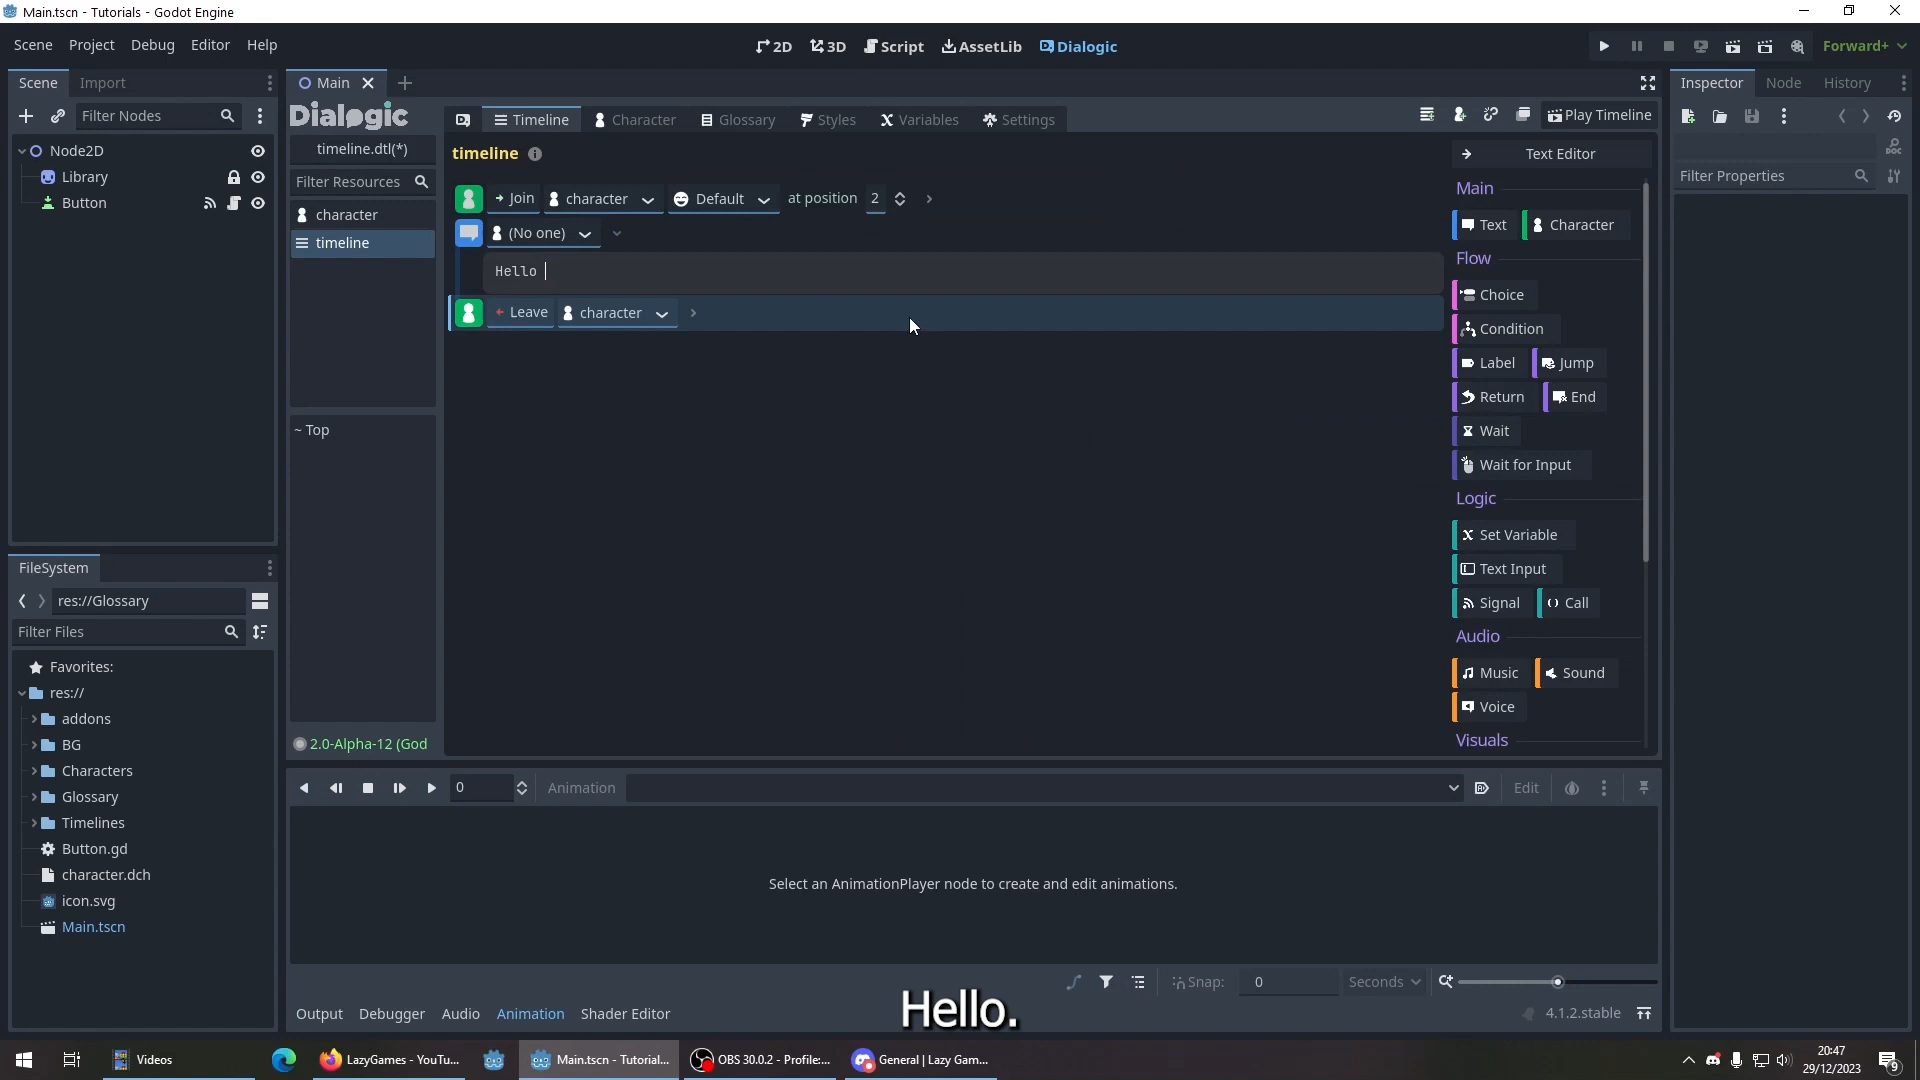 Main.tscn - Tutorials - Godot Engine
Scene Project Debug Editor Help
2D 3D Script AssetLib Dialogic
Forward+
Scene Import
Main
Inspector Node History
Filter Nodes
Dialogic
Timeline Character Glossary Styles Variables Settings
Play Timeline
Node2D
Library
Button
timeline.dtl(*)
Filter Resources
character
timeline
~ Top
2.0-Alpha-12 (God
timeline
Join character Default at position 2
(No one)
Hello
Leave character
Text Editor
Main
Text Character
Flow
Choice
Condition
Label Jump
Return End
Wait
Wait for Input
Logic
Set Variable
Text Input
Signal Call
Audio
Music Sound
Voice
Visuals
Filter Properties
FileSystem
res://Glossary
Filter Files
Favorites:
res://
addons
BG
Characters
Glossary
Timelines
Button.gd
character.dch
icon.svg
Main.tscn
0 Animation Edit
Select an AnimationPlayer node to create and edit animations.
Snap: 0 Seconds
Hello.
Output Debugger Audio Animation Shader Editor
4.1.2.stable
Videos
LazyGames - YouTu...
Main.tscn - Tutorial...
OBS 30.0.2 - Profile:...
General | Lazy Gam...
20:47
29/12/2023
9